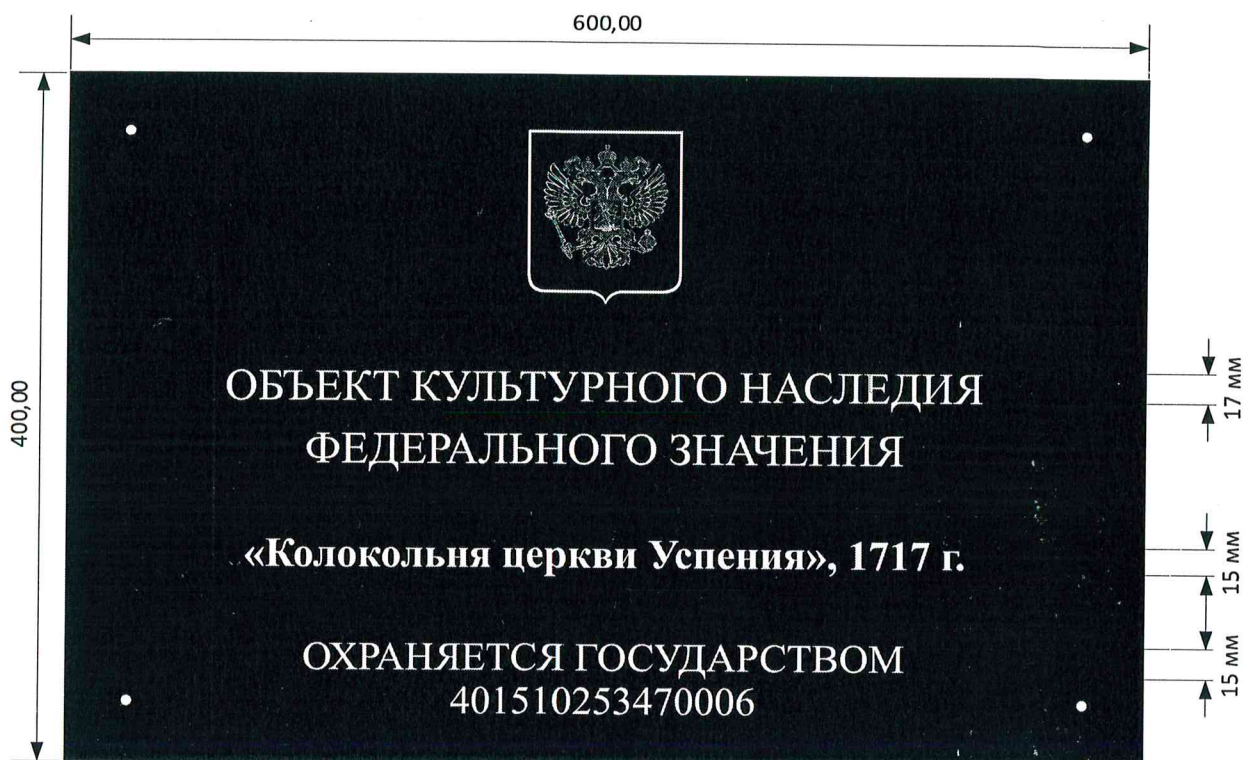 600,00
400,00
ОБЪЕКТ КУЛЬТУРНОГО НАСЛЕДИЯ
17 мм
ФЕДЕРАЛЬНОГО ЗНАЧЕНИЯ
«Колокольня церкви Успения», 1717 г.
15 мм
ОХРАНЯЕТСЯ ГОСУДАРСТВОМ
15 мм
401510253470006